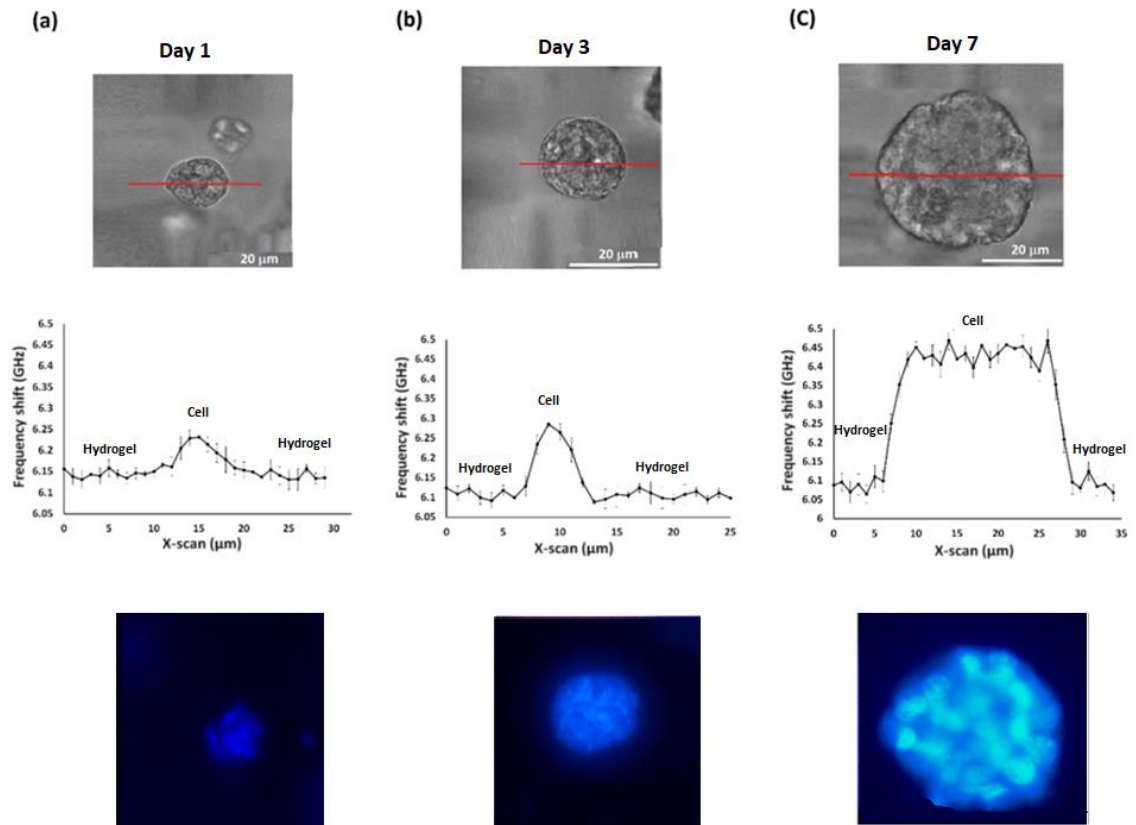 (a)
Day 1
20 µm
Frequency shift (GHz)
6.5
6.45
6.4
6.35
6.3
6.25
6.2
6.15
6.1
6.05
Hydrogel
Cell
Hydrogel
0 5 10 15 20 25 30
X-scan (µm)
(b)
Day 3
20 µm
Frequency shift (GHz)
6.5
6.45
6.4
6.35
6.3
6.25
6.2
6.15
6.1
6.05
Hydrogel
Cell
Hydrogel
0 5 10 15 20 25
X-scan (µm)
(C)
Day 7
20 µm
Frequency shift (GHz)
6.5
6.45
6.4
6.35
6.3
6.25
6.2
6.15
6.1
6.05
6
Hydrogel
Cell
Hydrogel
0 5 10 15 20 25 30 35
X-scan (µm)